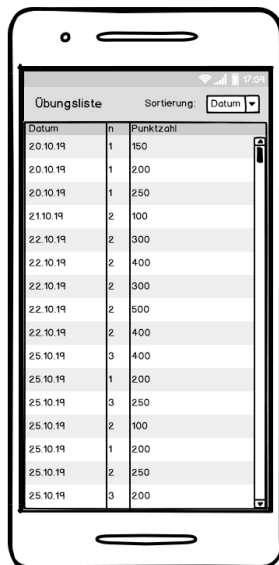 17:09
Übungsliste Sortierung: Datum
Datum n Punktzahl
20.10.19 1 150
20.10.19 1 200
20.10.19 1 250
21.10.19 2 100
22.10.19 2 300
22.10.19 2 400
22.10.19 2 300
22.10.19 2 500
22.10.19 2 400
25.10.19 3 400
25.10.19 1 200
25.10.19 3 250
25.10.19 2 100
25.10.19 1 200
25.10.19 2 250
25.10.19 3 200